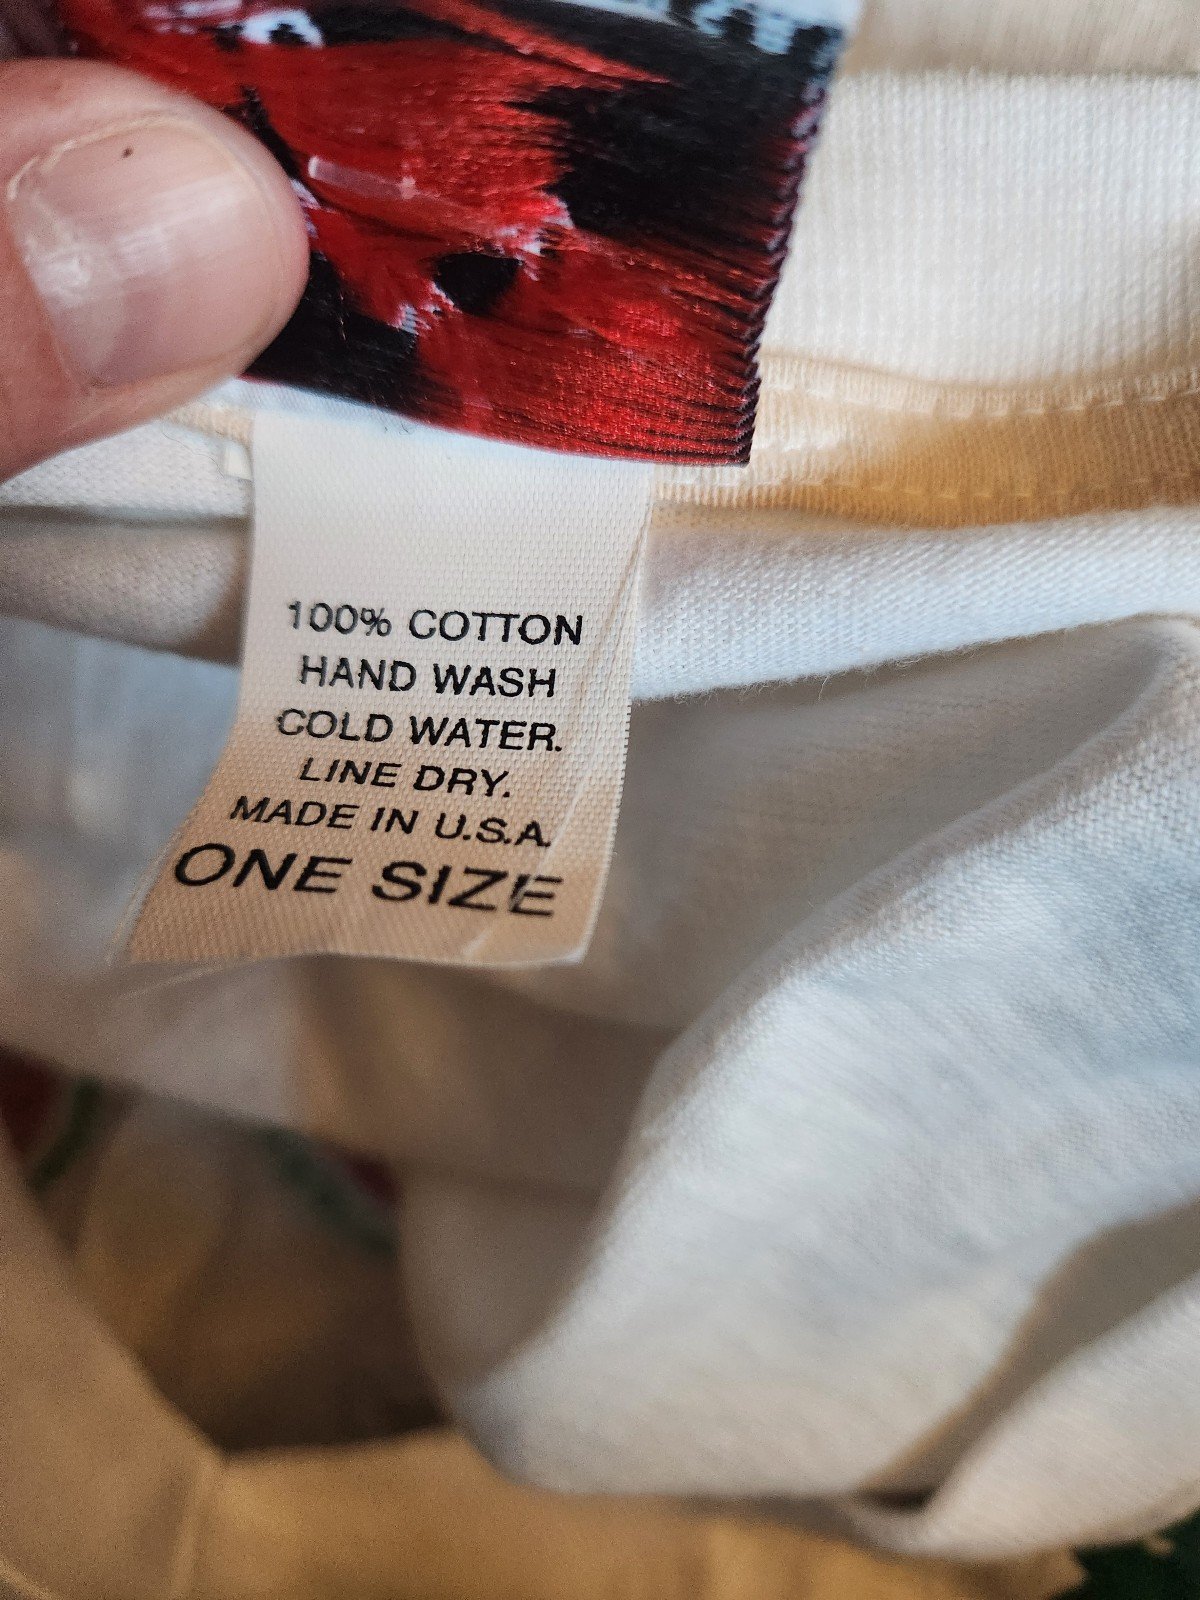 100% COTTON
HAND WASH
COLD WATER.
LINE DRY.
MADE IN U.S.A.
ONE SIZE